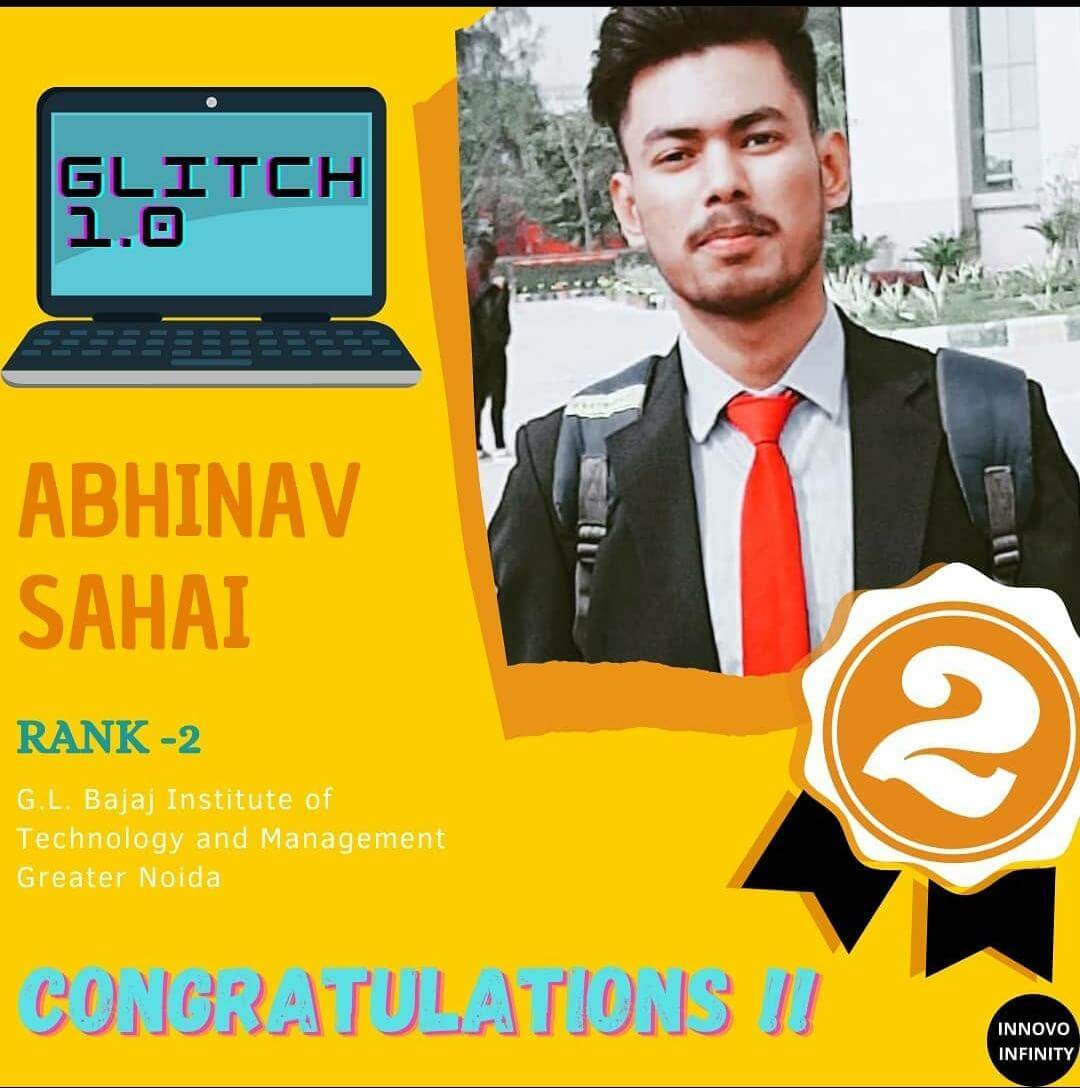 GLITCH
1.0
ABHINAV
SAHAI
RANK -2
G.L. Bajaj Institute of
Technology and Management
Greater Noida
2
CONGRATULATIONS !!
INNOVO
INFINITY